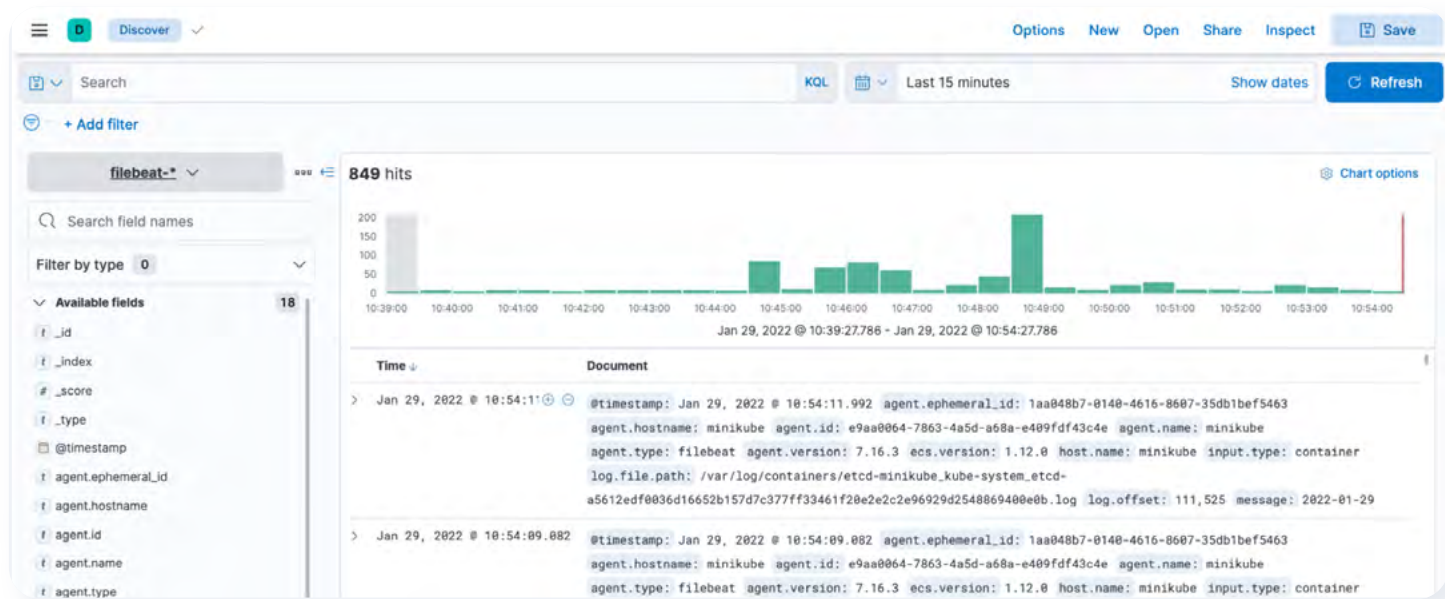 D Discover Options New Open Share Inspect Save
Search KQL Last 15 minutes Show dates Refresh
+ Add filter
filebeat-* 849 hits Chart options
Search field names
Filter by type 0
Available fields 18
t _id
t _index
# _score
t _type
@timestamp
t agent.ephemeral_id
t agent.hostname
t agent.id
t agent.name
t agent.type
200
150
100
50
0
10:39:00 10:40:00 10:41:00 10:42:00 10:43:00 10:44:00 10:45:00 10:46:00 10:47:00 10:48:00 10:49:00 10:50:00 10:51:00 10:52:00 10:53:00 10:54:00
Jan 29, 2022 @ 10:39:27.786 - Jan 29, 2022 @ 10:54:27.786
Time Document
Jan 29, 2022 @ 10:54:11 @timestamp: Jan 29, 2022 @ 10:54:11.992 agent.ephemeral_id: 1aa048b7-0140-4616-8607-35db1bef5463
agent.hostname: minikube agent.id: e9aa0064-7863-4a5d-a68a-e409fdf43c4e agent.name: minikube
agent.type: filebeat agent.version: 7.16.3 ecs.version: 1.12.0 host.name: minikube input.type: container
log.file.path: /var/log/containers/etcd-minikube_kube-system_etcd-
a5612edf0036d16652b157d7c377ff33461f20e2e2c2e96929d2548869400e0b.log log.offset: 111,525 message: 2022-01-29
Jan 29, 2022 @ 10:54:09.082 @timestamp: Jan 29, 2022 @ 10:54:09.082 agent.ephemeral_id: 1aa048b7-0140-4616-8607-35db1bef5463
agent.hostname: minikube agent.id: e9aa0064-7863-4a5d-a68a-e409fdf43c4e agent.name: minikube
agent.type: filebeat agent.version: 7.16.3 ecs.version: 1.12.0 host.name: minikube input.type: container